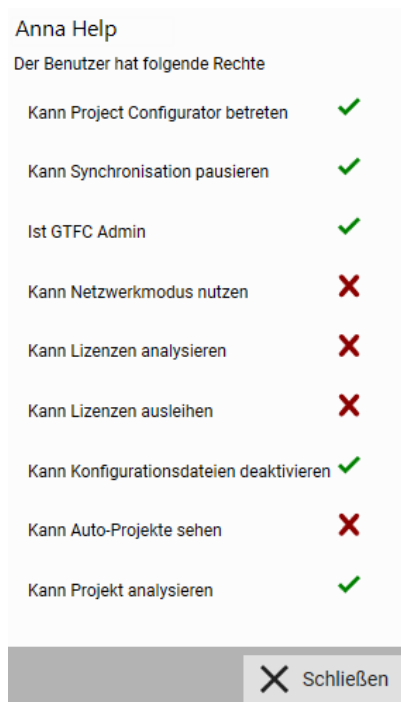 Anna Help
Der Benutzer hat folgende Rechte
Kann Project Configurator betreten
Kann Synchronisation pausieren
Ist GTFC Admin
Kann Netzwerkmodus nutzen
Kann Lizenzen analysieren
Kann Lizenzen ausleihen
Kann Konfigurationsdateien deaktivieren
Kann Auto-Projekte sehen
Kann Projekt analysieren
Schließen